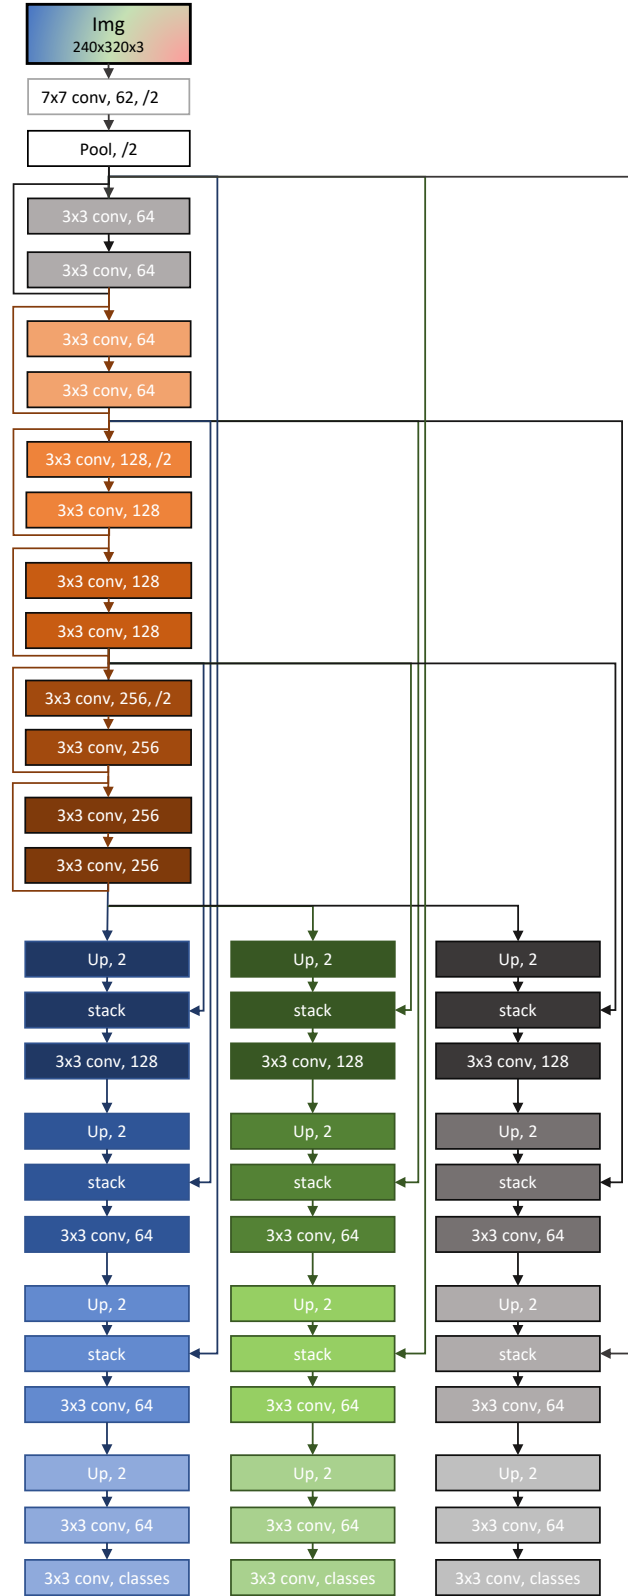 Img
240x320x3
7x7 conv, 62, /2
Pool, /2
3x3 conv, 64
3x3 conv, 64
3x3 conv, 64
3x3 conv, 64
3x3 conv, 128, /2
3x3 conv, 128
3x3 conv, 128
3x3 conv, 128
3x3 conv, 256, /2
3x3 conv, 256
3x3 conv, 256
3x3 conv, 256
Up, 2
Up, 2
Up, 2
stack
stack
stack
3x3 conv, 128
3x3 conv, 128
3x3 conv, 128
Up, 2
Up, 2
Up, 2
stack
stack
stack
3x3 conv, 64
3x3 conv, 64
3x3 conv, 64
Up, 2
Up, 2
Up, 2
stack
stack
stack
3x3 conv, 64
3x3 conv, 64
3x3 conv, 64
Up, 2
Up, 2
Up, 2
3x3 conv, 64
3x3 conv, 64
3x3 conv, 64
3x3 conv, classes
3x3 conv, classes
3x3 conv, classes